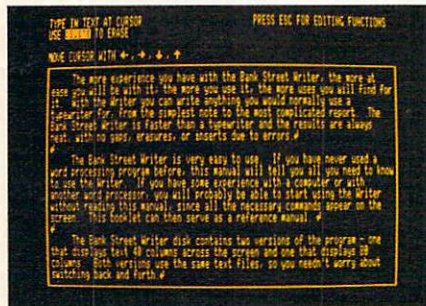 TYPE IN TEXT AT CURSOR
PRESS ESC FOR EDITING FUNCTIONS
USE TO ERASE
MOVE CURSOR WITH ←, →, ↓, ↑
The more experience you have with the Bank Street Writer, the more at
ease you will be with it, the more you use it, the more uses you will find for
it. With the Writer you can write anything you would normally use a
typewriter for, from the simplest note to the most complicated report. The
Bank Street Writer is faster than a typewriter and the results are always
neat, with no gaps, erasures, or inserts due to errors.
The Bank Street Writer is very easy to use. If you have never used a
word processing program before, this manual will tell you all you need to know
to use the Writer. If you have some experience with a computer or with
another word processor, you will probably be able to start using the Writer
without reading this manual, since all the necessary commands appear on the
screen. This booklet can then serve as a reference manual.
The Bank Street Writer disk contains two versions of the program - one
that displays text 40 columns across the screen and one that displays 80
columns. Both versions use the same text files, so you needn't worry about
switching back and forth.